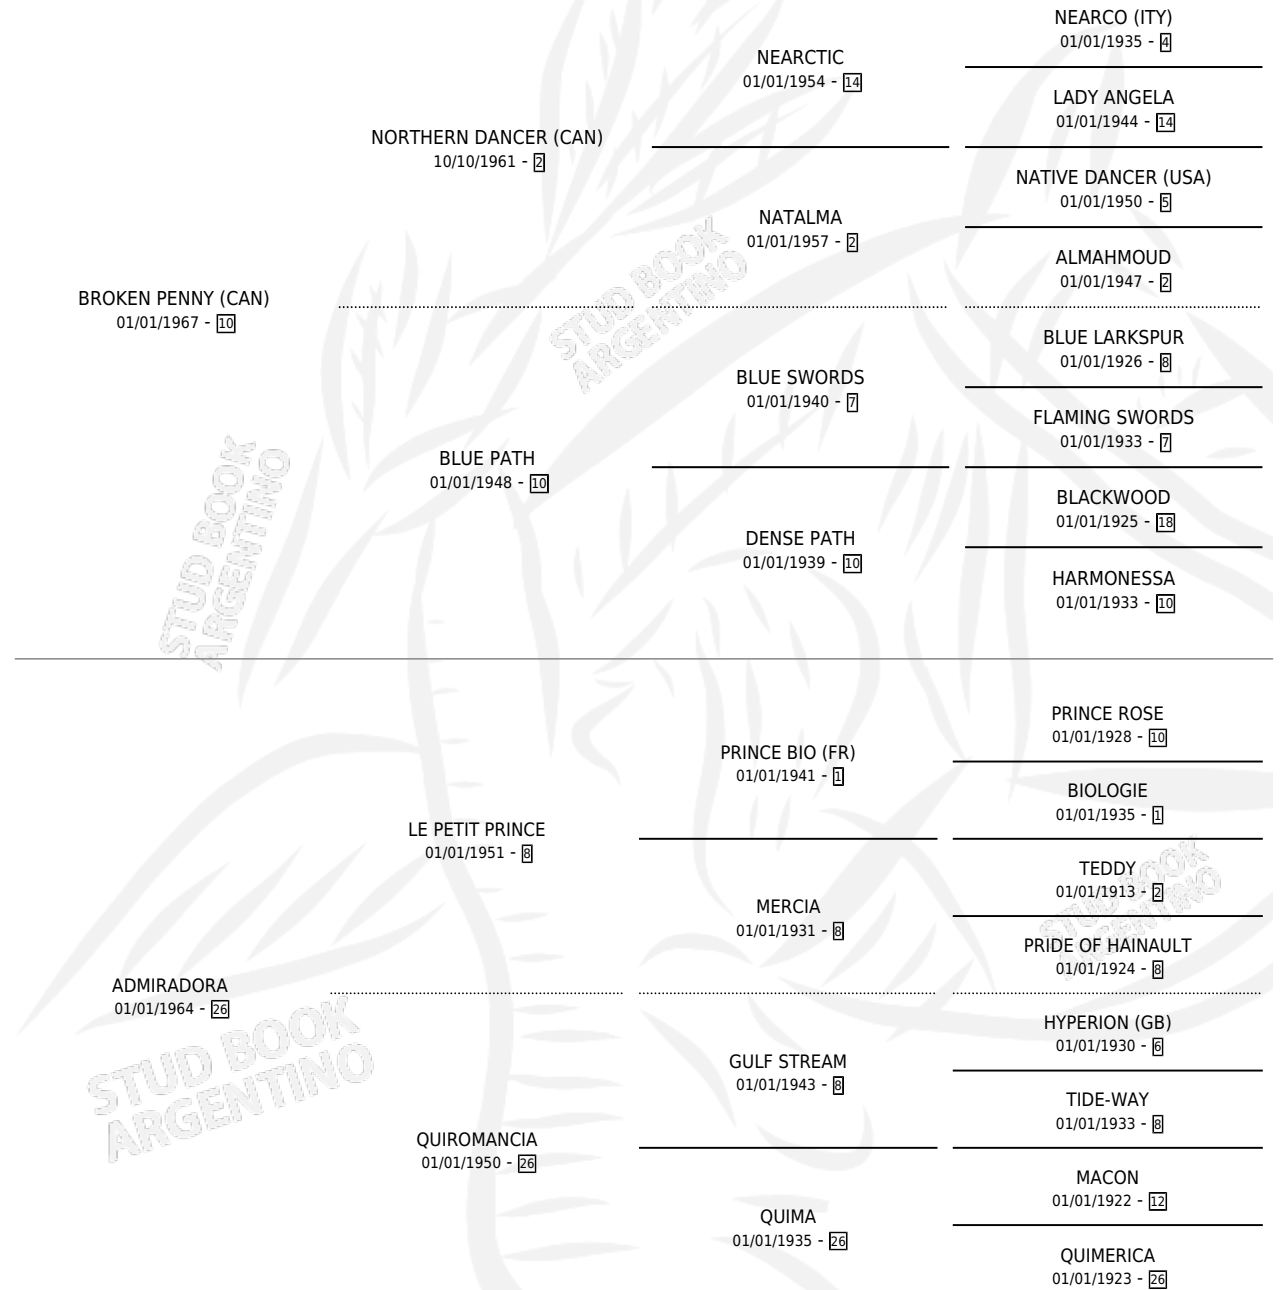 NEARCO (ITY)
01/01/1935 - 4
NEARCTIC
01/01/1954 - 14
LADY ANGELA
01/01/1944 - 14
NORTHERN DANCER (CAN)
10/10/1961 - 2
NATIVE DANCER (USA)
01/01/1950 - 5
NATALMA
01/01/1957 - 2
ALMAHMOUD
01/01/1947 - 2
BROKEN PENNY (CAN)
01/01/1967 - 10
STUD BOOK
ARGENTINO
BLUE LARKSPUR
01/01/1926 - 8
BLUE SWORDS
01/01/1940 - 7
FLAMING SWORDS
01/01/1933 - 7
BLUE PATH
01/01/1948 - 10
BLACKWOOD
01/01/1925 - 18
DENSE PATH
01/01/1939 - 10
HARMONESSA
01/01/1933 - 10
STUD BOOK
ARGENTINO
PRINCE ROSE
01/01/1928 - 10
PRINCE BIO (FR)
01/01/1941 - 1
BIOLOGIE
01/01/1935 - 1
LE PETIT PRINCE
01/01/1951 - 8
TEDDY
01/01/1913 - 2
MERCIA
01/01/1931 - 8
PRIDE OF HAINAULT
01/01/1924 - 8
STUD BOOK
ARGENTINO
ADMIRADORA
01/01/1964 - 26
HYPERION (GB)
01/01/1930 - 6
GULF STREAM
01/01/1943 - 8
TIDE-WAY
01/01/1933 - 8
STUD BOOK
ARGENTINO
QUIROMANCIA
01/01/1950 - 26
MACON
01/01/1922 - 12
QUIMA
01/01/1935 - 26
QUIMERICA
01/01/1923 - 26